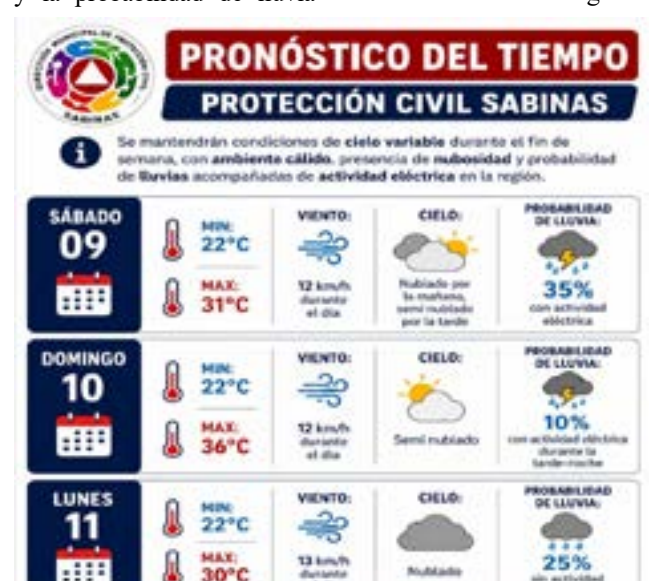 y la probabilidad de lluvia
PRONÓSTICO DEL TIEMPO
PROTECCIÓN CIVIL SABINAS
SABINAS
i
Se mantendrán condiciones de cielo variable durante el fin de
semana, con ambiente cálido, presencia de nubosidad y probabilidad
de lluvias acompañadas de actividad eléctrica en la región.
SÁBADO
09
MIN:
22°C
MAX:
31°C
VIENTO:
12 km/h
durante
el día
CIELO:
Nublado por
la mañana,
semi nublado
por la tarde
PROBABILIDAD
DE LLUVIA:
35%
con actividad
eléctrica
DOMINGO
10
MIN:
22°C
MAX:
36°C
VIENTO:
12 km/h
durante
el día
CIELO:
Semi nublado
PROBABILIDAD
DE LLUVIA:
10%
con actividad eléctrica
durante la
tarde-noche
LUNES
11
MIN:
22°C
MAX:
30°C
VIENTO:
13 km/h
durante
CIELO:
Nublado
PROBABILIDAD
DE LLUVIA:
25%
actividad